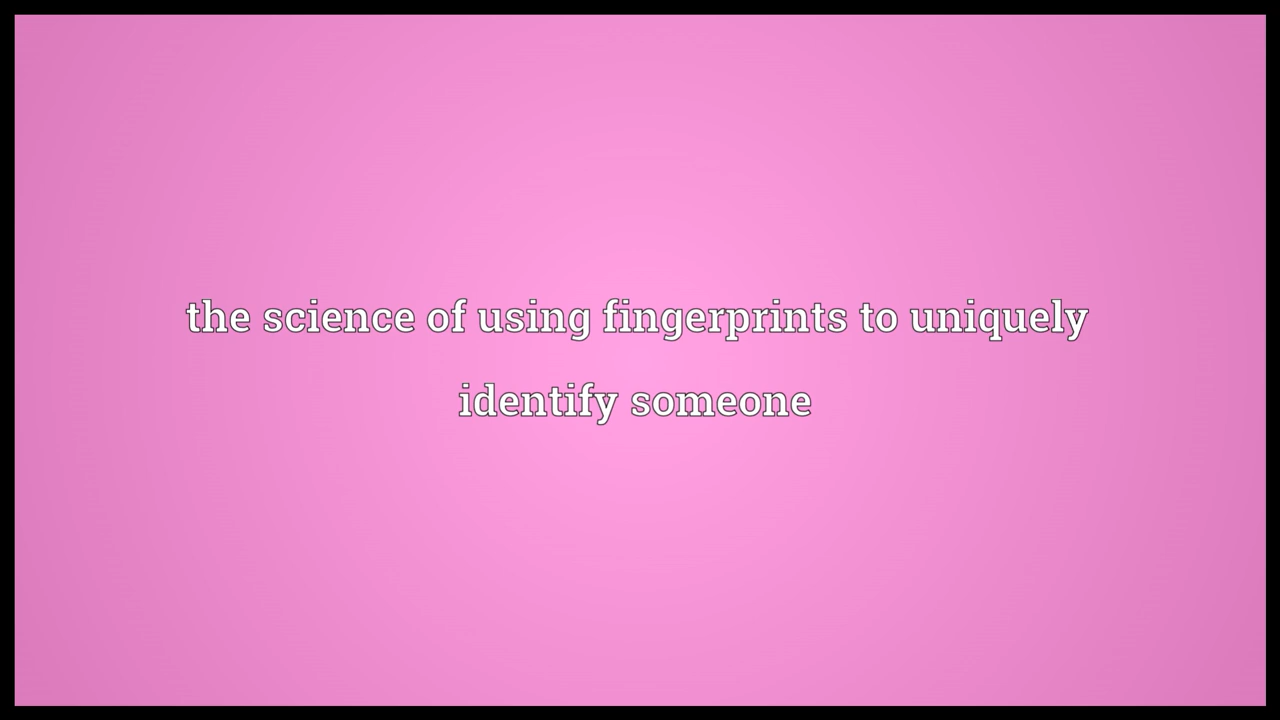 the science of using fingerprints to uniquely
identify someone